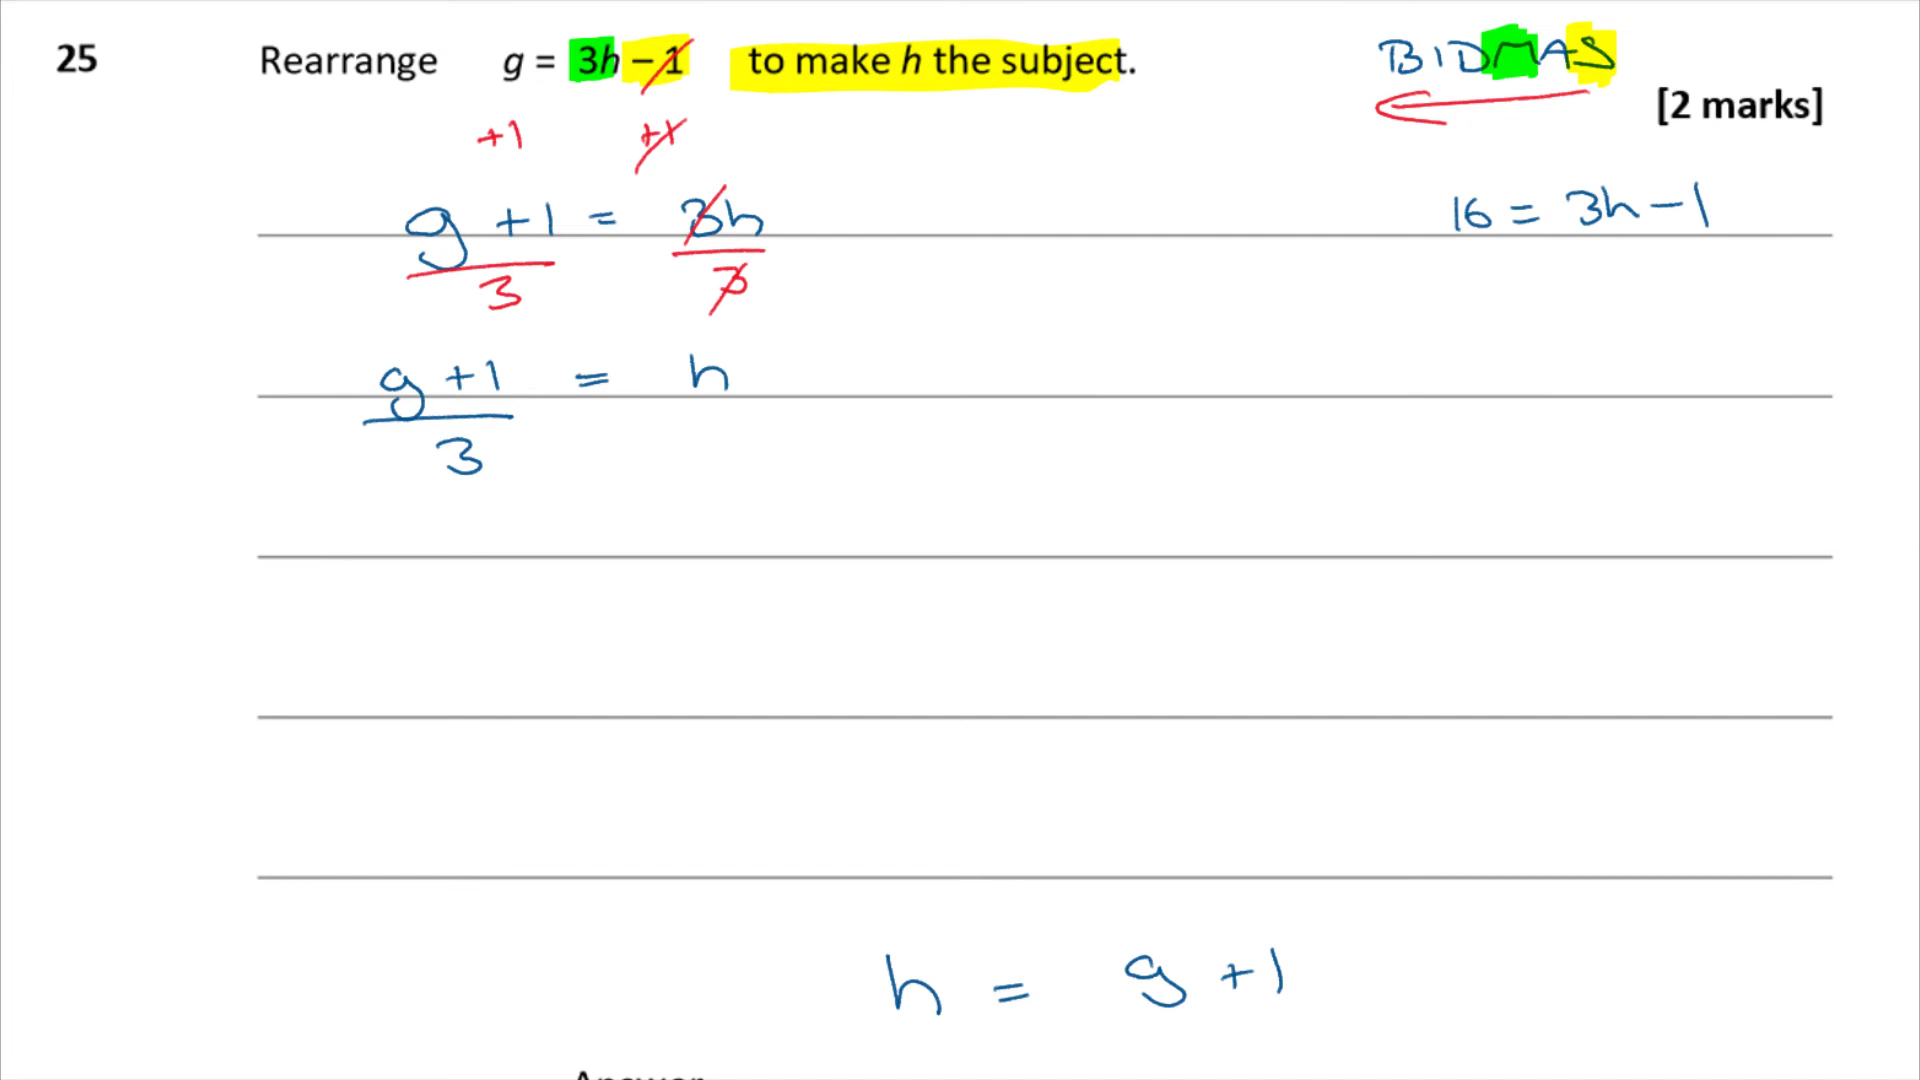 25 Rearrange g = 3h – 1 to make h the subject. BIDMAS
[2 marks]
+1 +1
g + 1 = 3h 16 = 3h – 1
3 3
g + 1 = h
3
h = g + 1
Answer